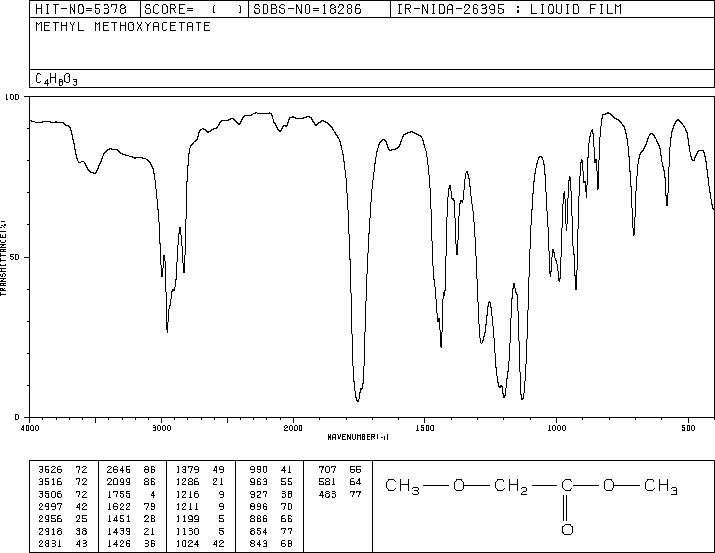 HIT-NO=5378 SCORE= ( ) SDBS-NO=18286 IR-NIDA-26395 : LIQUID FILM
METHYL METHOXYACETATE
C4H8O3
100
50
0
TRANSMITTANCE(%)
4000 3000 2000 1500 1000 500
WAVENUMBER(-1)
3526 72 2646 86 1379 49 990 41 707 55
3516 72 2099 86 1286 21 963 55 581 64
3506 72 1755 4 1216 9 927 38 483 77
2997 42 1622 79 1211 9 896 70
2956 25 1451 28 1199 5 886 66
2918 38 1439 21 1130 5 854 77
2831 43 1426 36 1024 42 843 68
CH3 O CH2 C O CH3
O